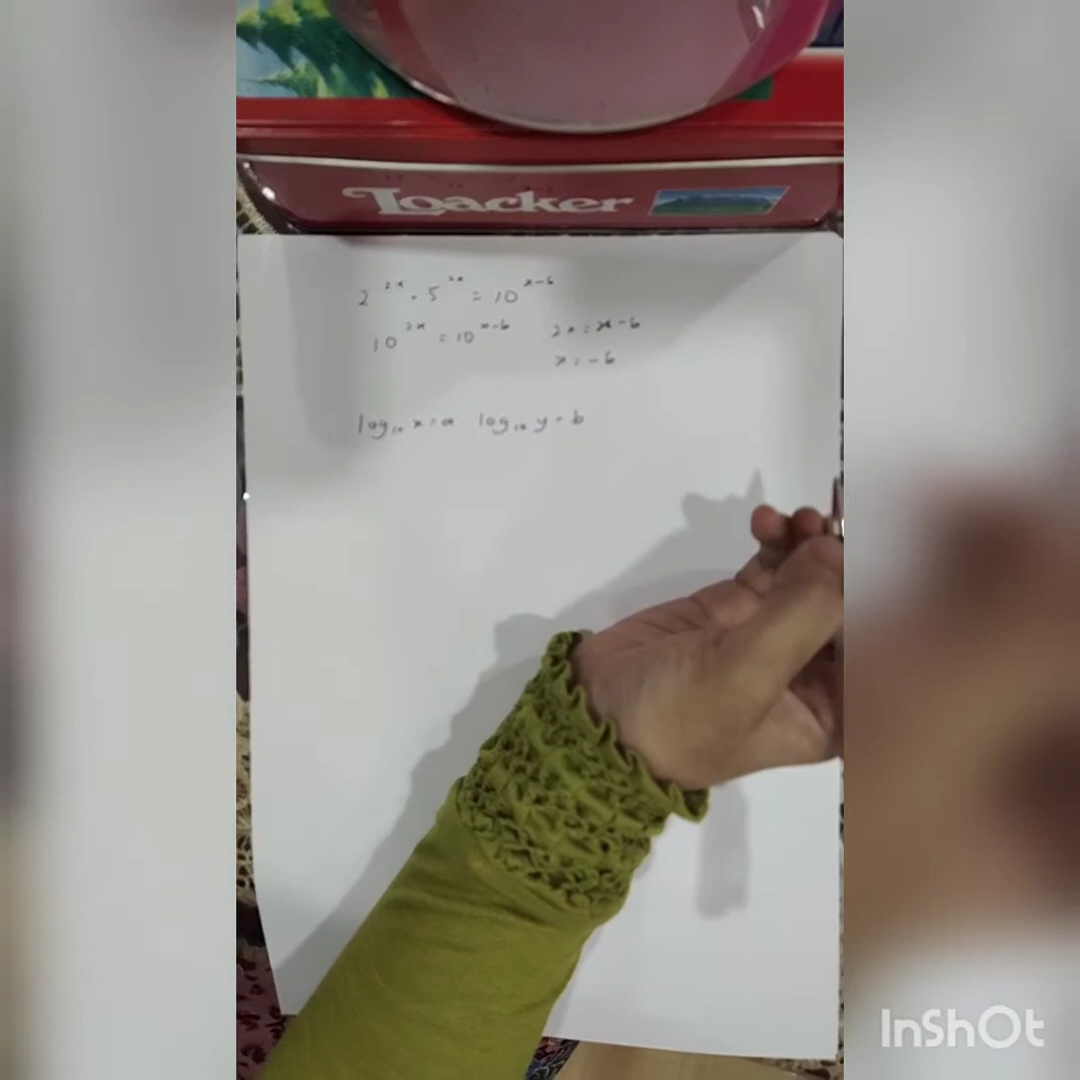 Loacker
2^{2x} · 5^{2x} = 10^{x-6}
10^{2x} = 10^{x-6}    2x = x-6
x = -6
log₁₀ x = a    log₁₀ y = b
InShOt